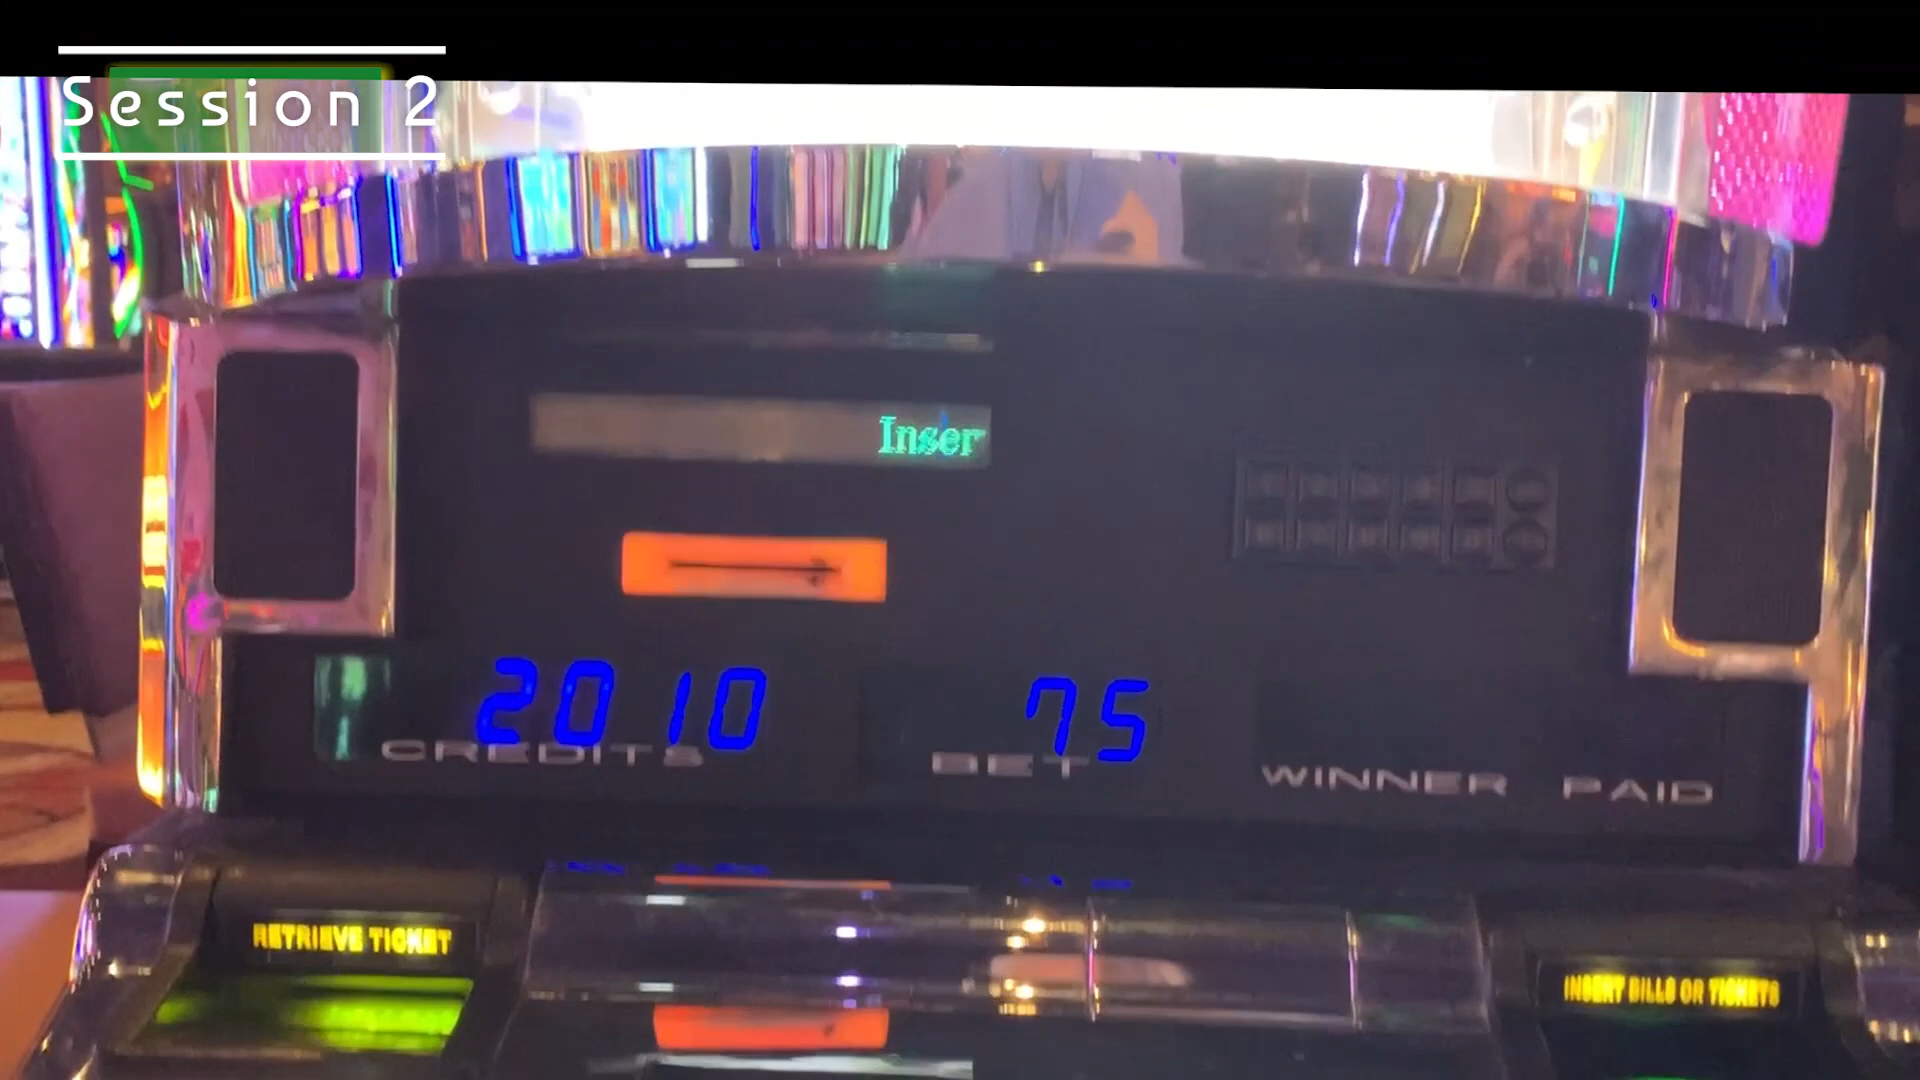 Session 2
Inser
2010 75
CREDITS BET WINNER PAID
RETRIEVE TICKET
INSERT BILLS OR TICKETS